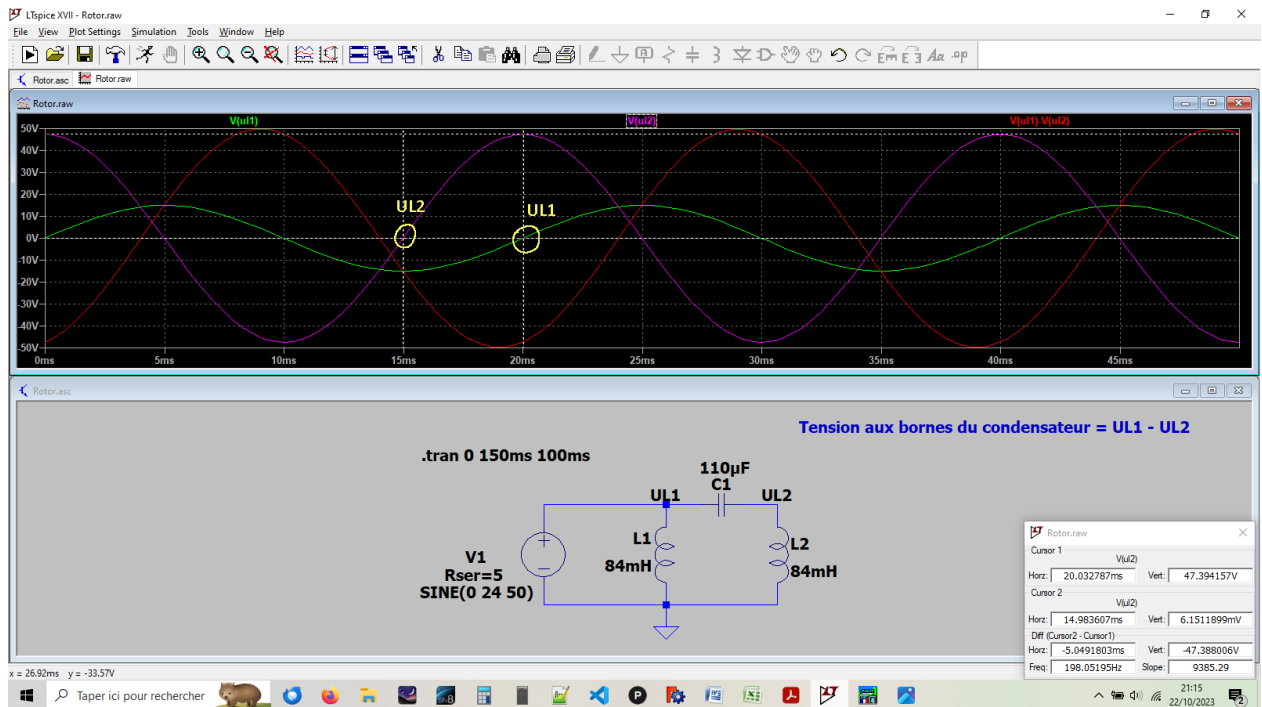 LTspice XVII - Rotor.raw
File View Plot Settings Simulation Tools Window Help
Rotor.asc Rotor.raw
Rotor.raw
V(ul1) V(ul2) V(ul1)-V(ul2)
50V
40V
30V
20V
10V
0V
-10V
-20V
-30V
-40V
-50V
UL2
UL1
0ms 5ms 10ms 15ms 20ms 25ms 30ms 35ms 40ms 45ms
Rotor.asc
Tension aux bornes du condensateur = UL1 - UL2
.tran 0 150ms 100ms
110µF
C1
UL1 UL2
L1 L2
84mH 84mH
V1
Rser=5
SINE(0 24 50)
Rotor.raw
Cursor 1
V(ul2)
Horz: 20.032787ms Vert: 47.394157V
Cursor 2
V(ul2)
Horz: 14.983607ms Vert: 6.1511899mV
Diff (Cursor2 - Cursor1)
Horz: -5.0491803ms Vert: -47.388006V
Freq: 198.05195Hz Slope: 9385.29
x = 26.92ms y = -33.57V
Taper ici pour rechercher
21:15
22/10/2023